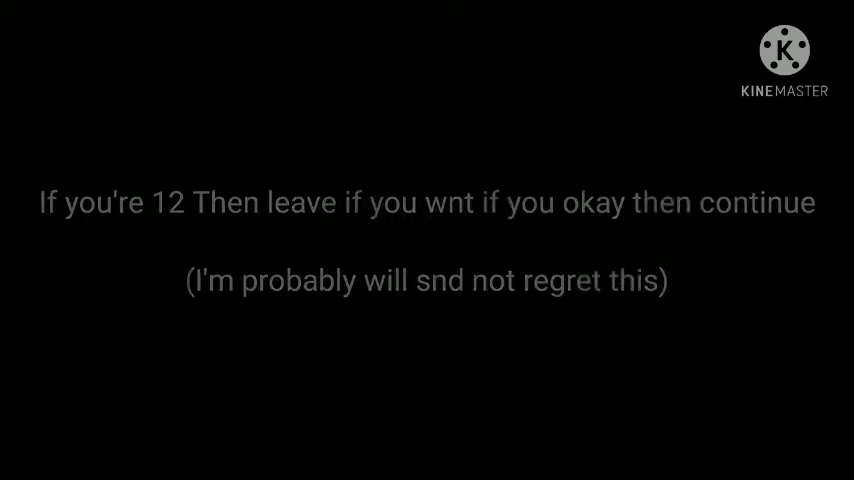 KINEMASTER
If you're 12 Then leave if you wnt if you okay then continue
(I'm probably will snd not regret this)